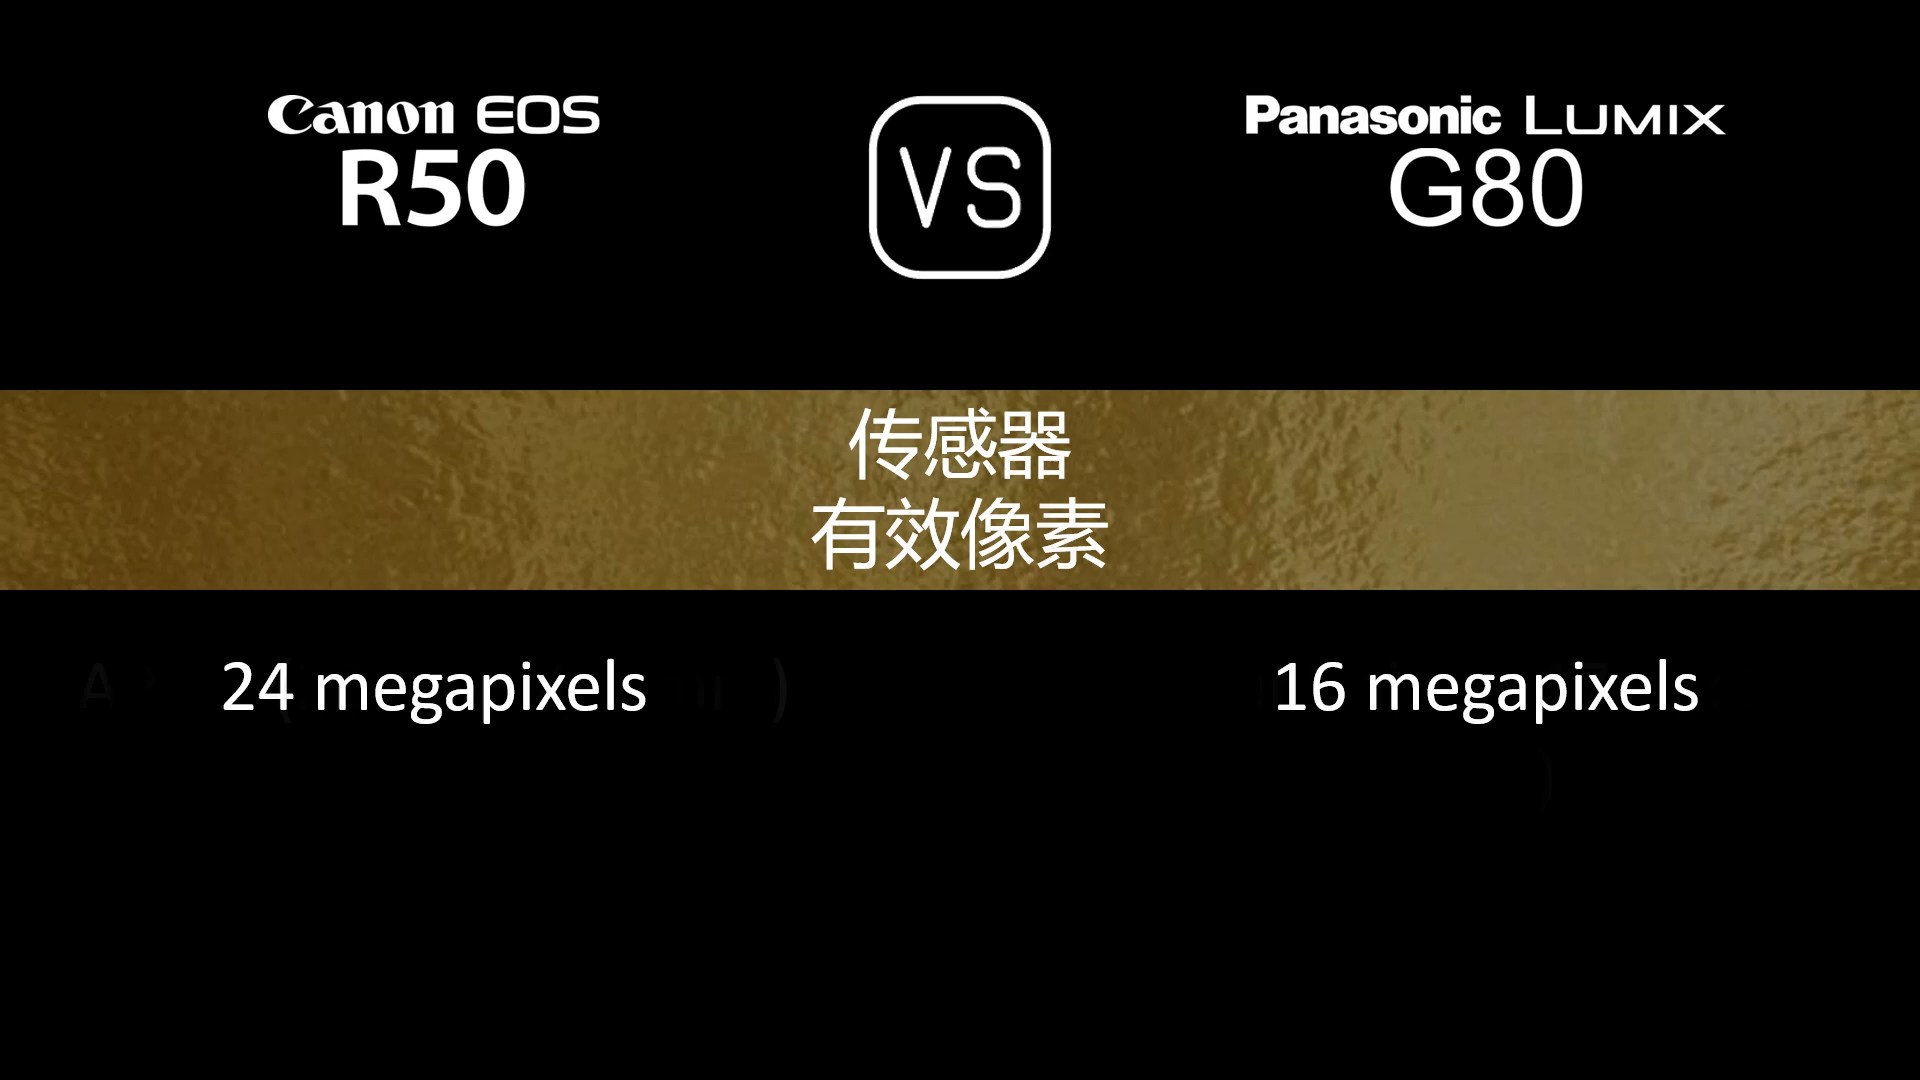 Canon EOS
R50
VS
Panasonic LUMIX
G80
传感器
有效像素
24 megapixels
16 megapixels